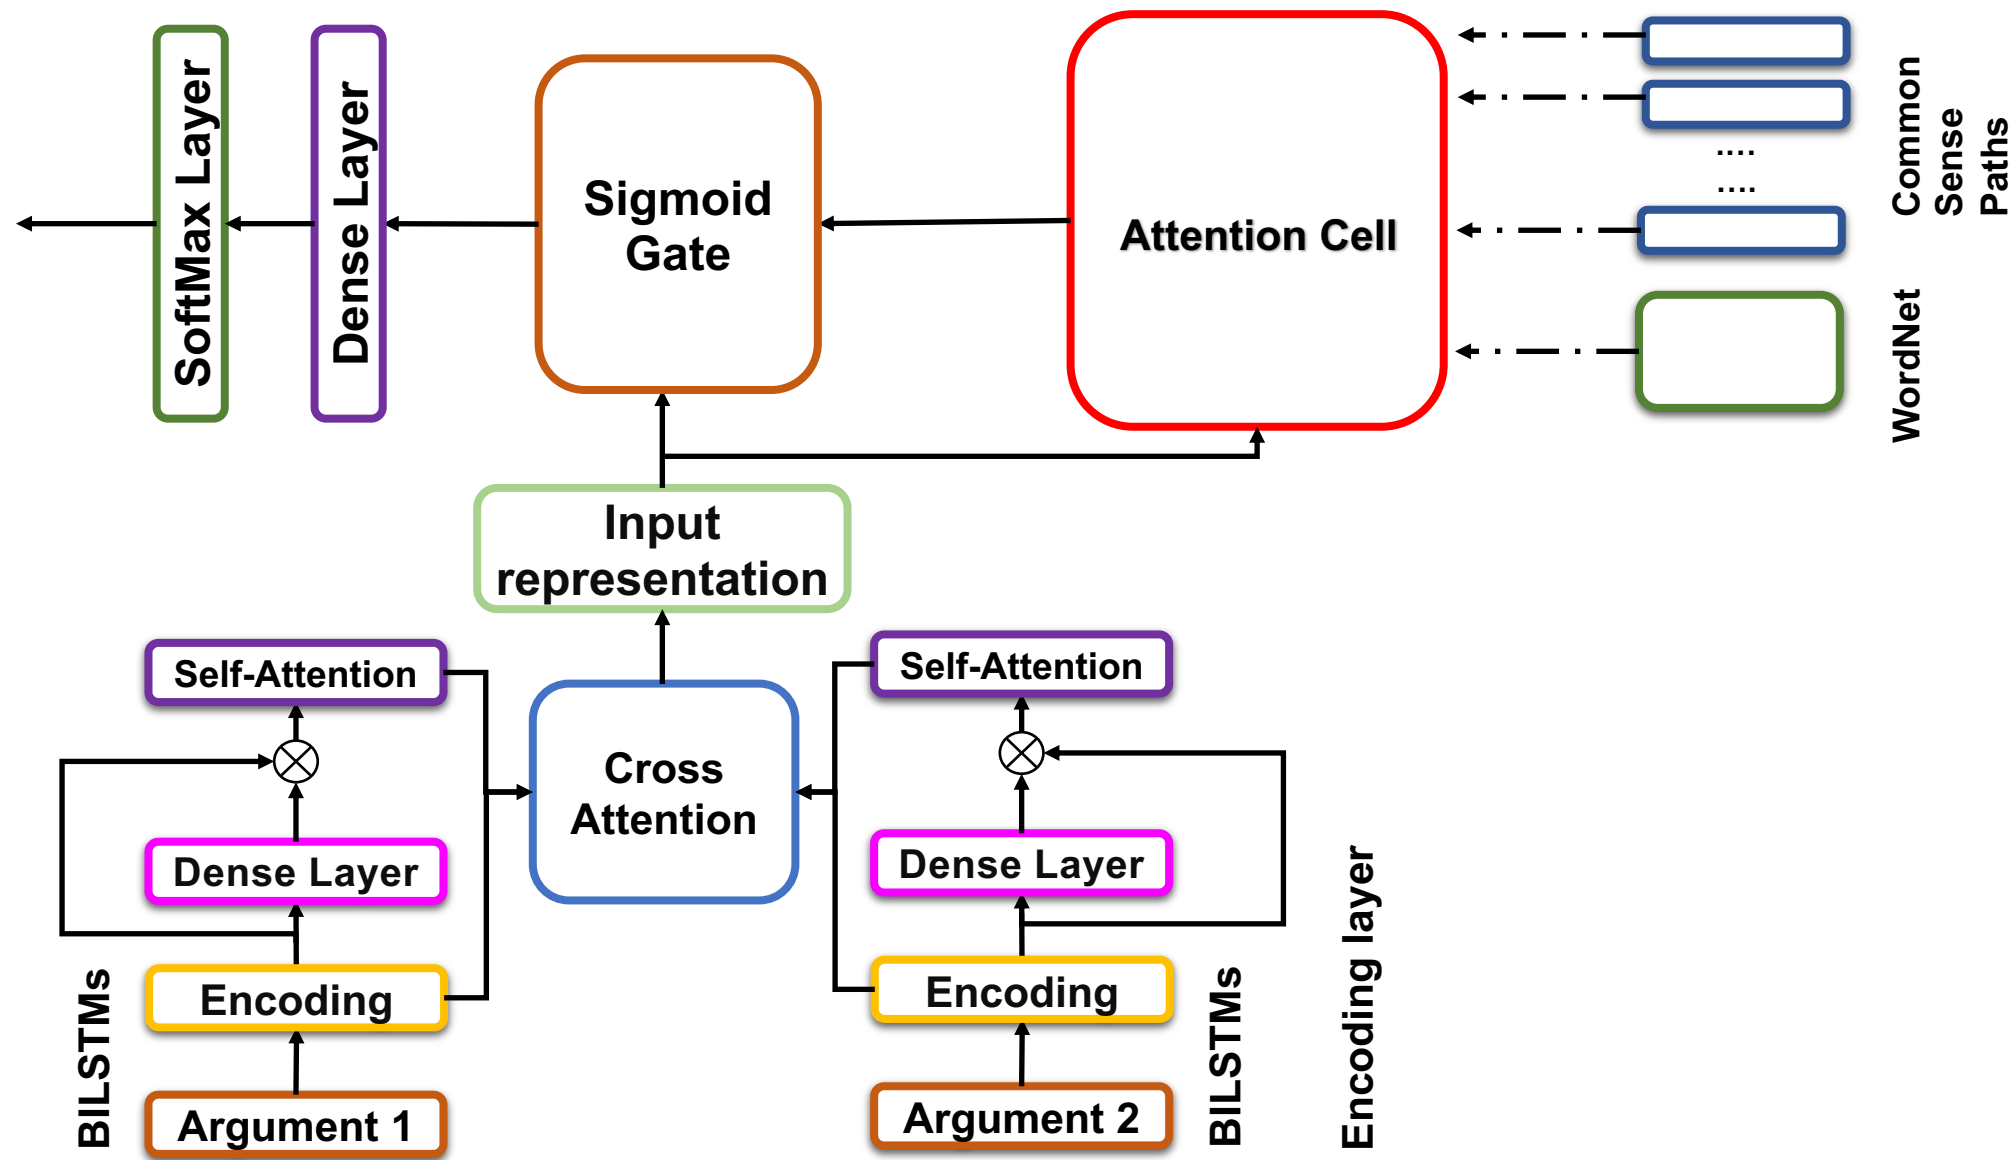 SoftMax Layer
Dense Layer
Sigmoid
Gate
Attention Cell
....
....
Common
Sense
Paths
WordNet
Input
representation
Self-Attention
Dense Layer
Encoding
Argument 1
BILSTMs
Cross
Attention
Self-Attention
Dense Layer
Encoding
Argument 2
BILSTMs
Encoding layer